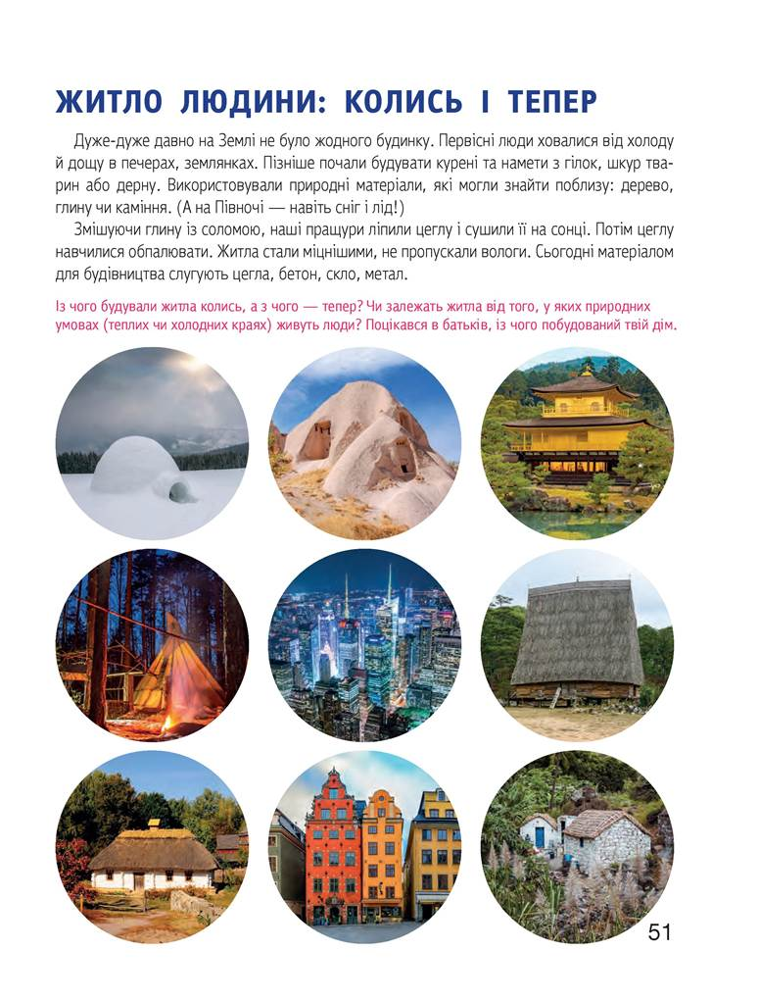 ЖИТЛО ЛЮДИНИ: КОЛИСЬ І ТЕПЕР
Дуже-дуже давно на Землі не було жодного будинку. Первісні люди ховалися від холоду
й дощу в печерах, землянках. Пізніше почали будувати курені та намети з гілок, шкур тва-
рин або дерну. Використовували природні матеріали, які могли знайти поблизу: дерево,
глину чи каміння. (А на Півночі — навіть сніг і лід!)
Змішуючи глину із соломою, наші пращури ліпили цеглу і сушили її на сонці. Потім цеглу
навчилися обпалювати. Житла стали міцнішими, не пропускали вологи. Сьогодні матеріалом
для будівництва слугують цегла, бетон, скло, метал.
Із чого будували житла колись, а з чого — тепер? Чи залежать житла від того, у яких природних
умовах (теплих чи холодних краях) живуть люди? Поцікався в батьків, із чого побудований твій дім.
51